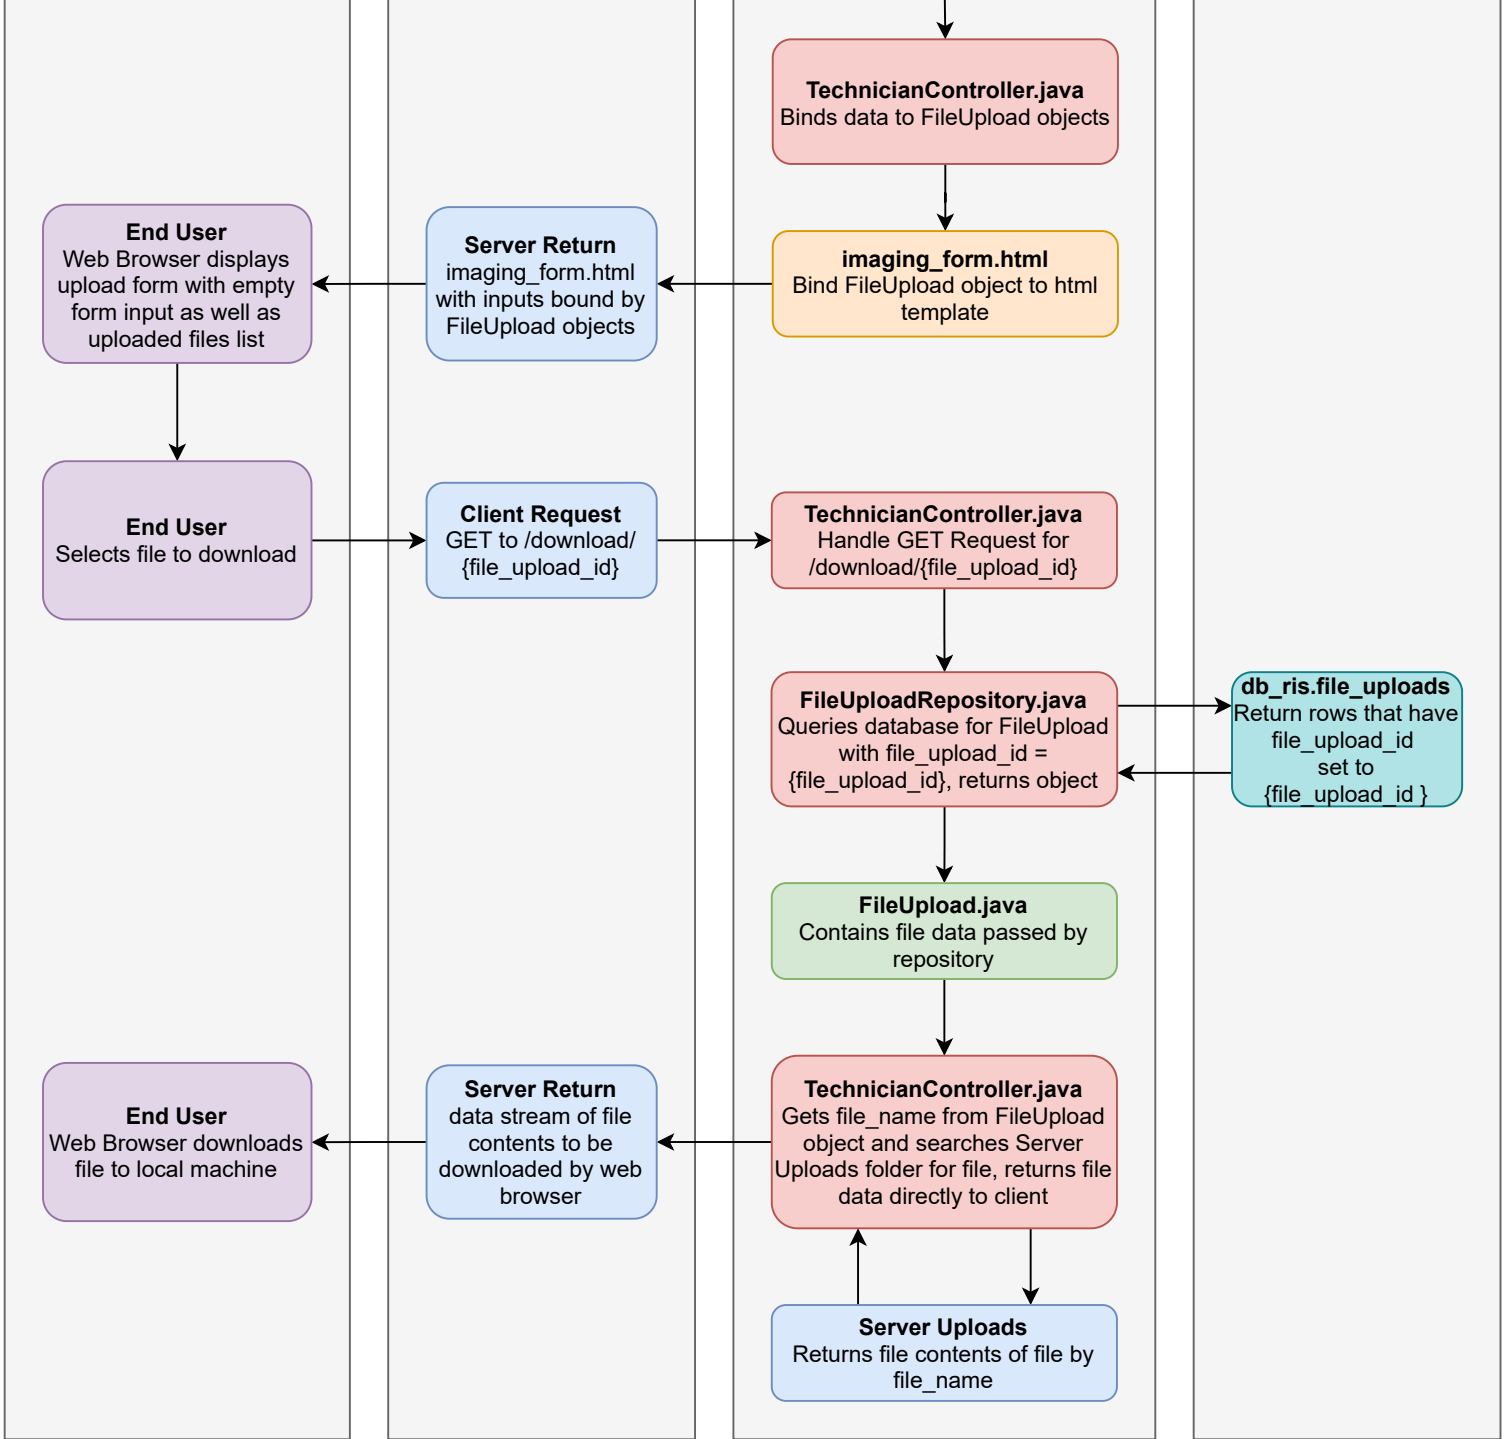 TechnicianController.java
Binds data to FileUpload objects
End User
Web Browser displays
upload form with empty
form input as well as
uploaded files list
Server Return
imaging_form.html
with inputs bound by
FileUpload objects
imaging_form.html
Bind FileUpload object to html
template
End User
Selects file to download
Client Request
GET to /download/
{file_upload_id}
TechnicianController.java
Handle GET Request for
/download/{file_upload_id}
FileUploadRepository.java
Queries database for FileUpload
with file_upload_id =
{file_upload_id}, returns object
db_ris.file_uploads
Return rows that have
file_upload_id
set to
{file_upload_id }
FileUpload.java
Contains file data passed by
repository
End User
Web Browser downloads
file to local machine
Server Return
data stream of file
contents to be
downloaded by web
browser
TechnicianController.java
Gets file_name from FileUpload
object and searches Server
Uploads folder for file, returns file
data directly to client
Server Uploads
Returns file contents of file by
file_name